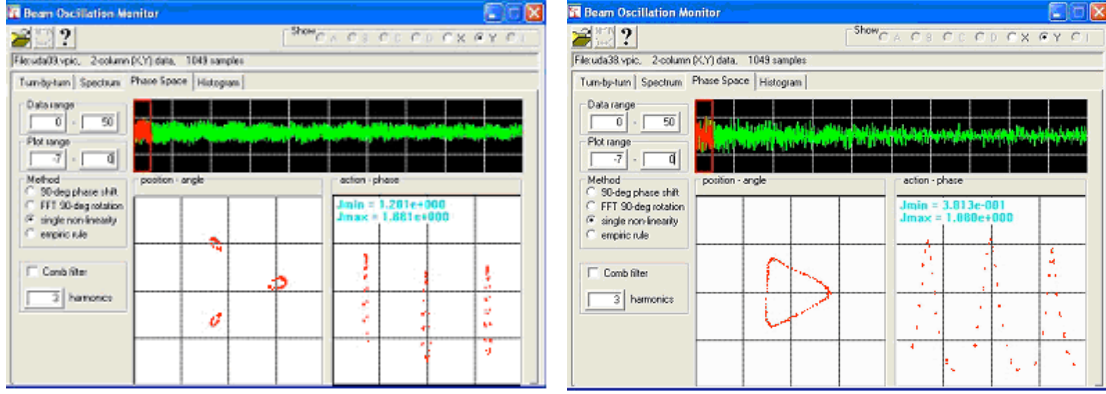 Beam Oscillation Monitor
Show A B C D X Y I
File:uda09.vpic, 2-column (X,Y) data, 1049 samples
Turn-by-turn Spectrum Phase Space Histogram
Data range
0 - 50
Plot range
-7 - 0
Method
90-deg phase shift
FFT 90-deg rotation
single non-linearity
empiric rule
Comb filter
3 harmonics
position - angle
action - phase
Jmin = 1.201e+000
Jmax = 1.881e+000
Beam Oscillation Monitor
Show A B C D X Y I
File:uda38.vpic, 2-column (X,Y) data, 1049 samples
Turn-by-turn Spectrum Phase Space Histogram
Data range
0 - 50
Plot range
-7 - 0
Method
90-deg phase shift
FFT 90-deg rotation
single non-linearity
empiric rule
Comb filter
3 harmonics
position - angle
action - phase
Jmin = 3.813e-001
Jmax = 1.080e+000